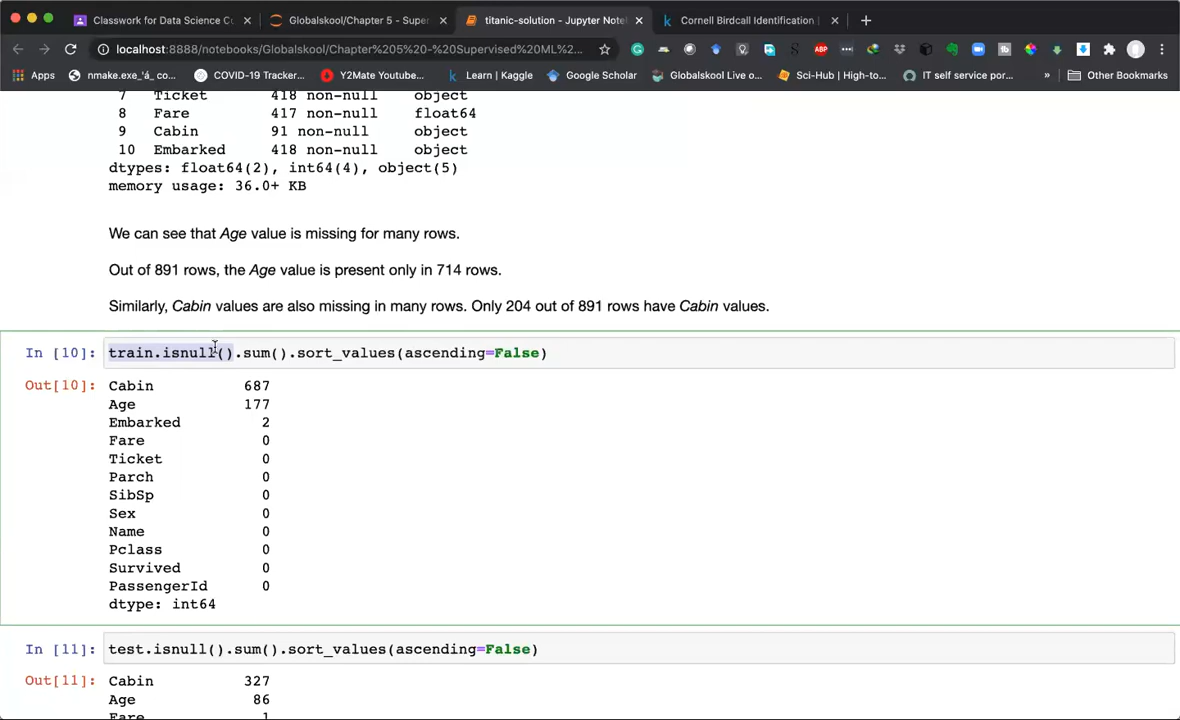 Classwork for Data Science Co
Globalskool/Chapter 5 - Super
titanic-solution - Jupyter Note
Cornell Birdcall Identification
localhost:8888/notebooks/Globalskool/Chapter%205%20-%20Supervised%20ML%2...
Apps
nmake.exe'á_co...
COVID-19 Tracker...
Y2Mate Youtube...
Learn | Kaggle
Google Scholar
Globalskool Live o...
Sci-Hub | High-to...
IT self service por...
»
Other Bookmarks
7 Ticket 418 non-null object
8 Fare 417 non-null float64
9 Cabin 91 non-null object
10 Embarked 418 non-null object
dtypes: float64(2), int64(4), object(5)
memory usage: 36.0+ KB
We can see that Age value is missing for many rows.
Out of 891 rows, the Age value is present only in 714 rows.
Similarly, Cabin values are also missing in many rows. Only 204 out of 891 rows have Cabin values.
In [10]: train.isnull().sum().sort_values(ascending=False)
Out[10]: Cabin 687
Age 177
Embarked 2
Fare 0
Ticket 0
Parch 0
SibSp 0
Sex 0
Name 0
Pclass 0
Survived 0
PassengerId 0
dtype: int64
In [11]: test.isnull().sum().sort_values(ascending=False)
Out[11]: Cabin 327
Age 86
Fare 1